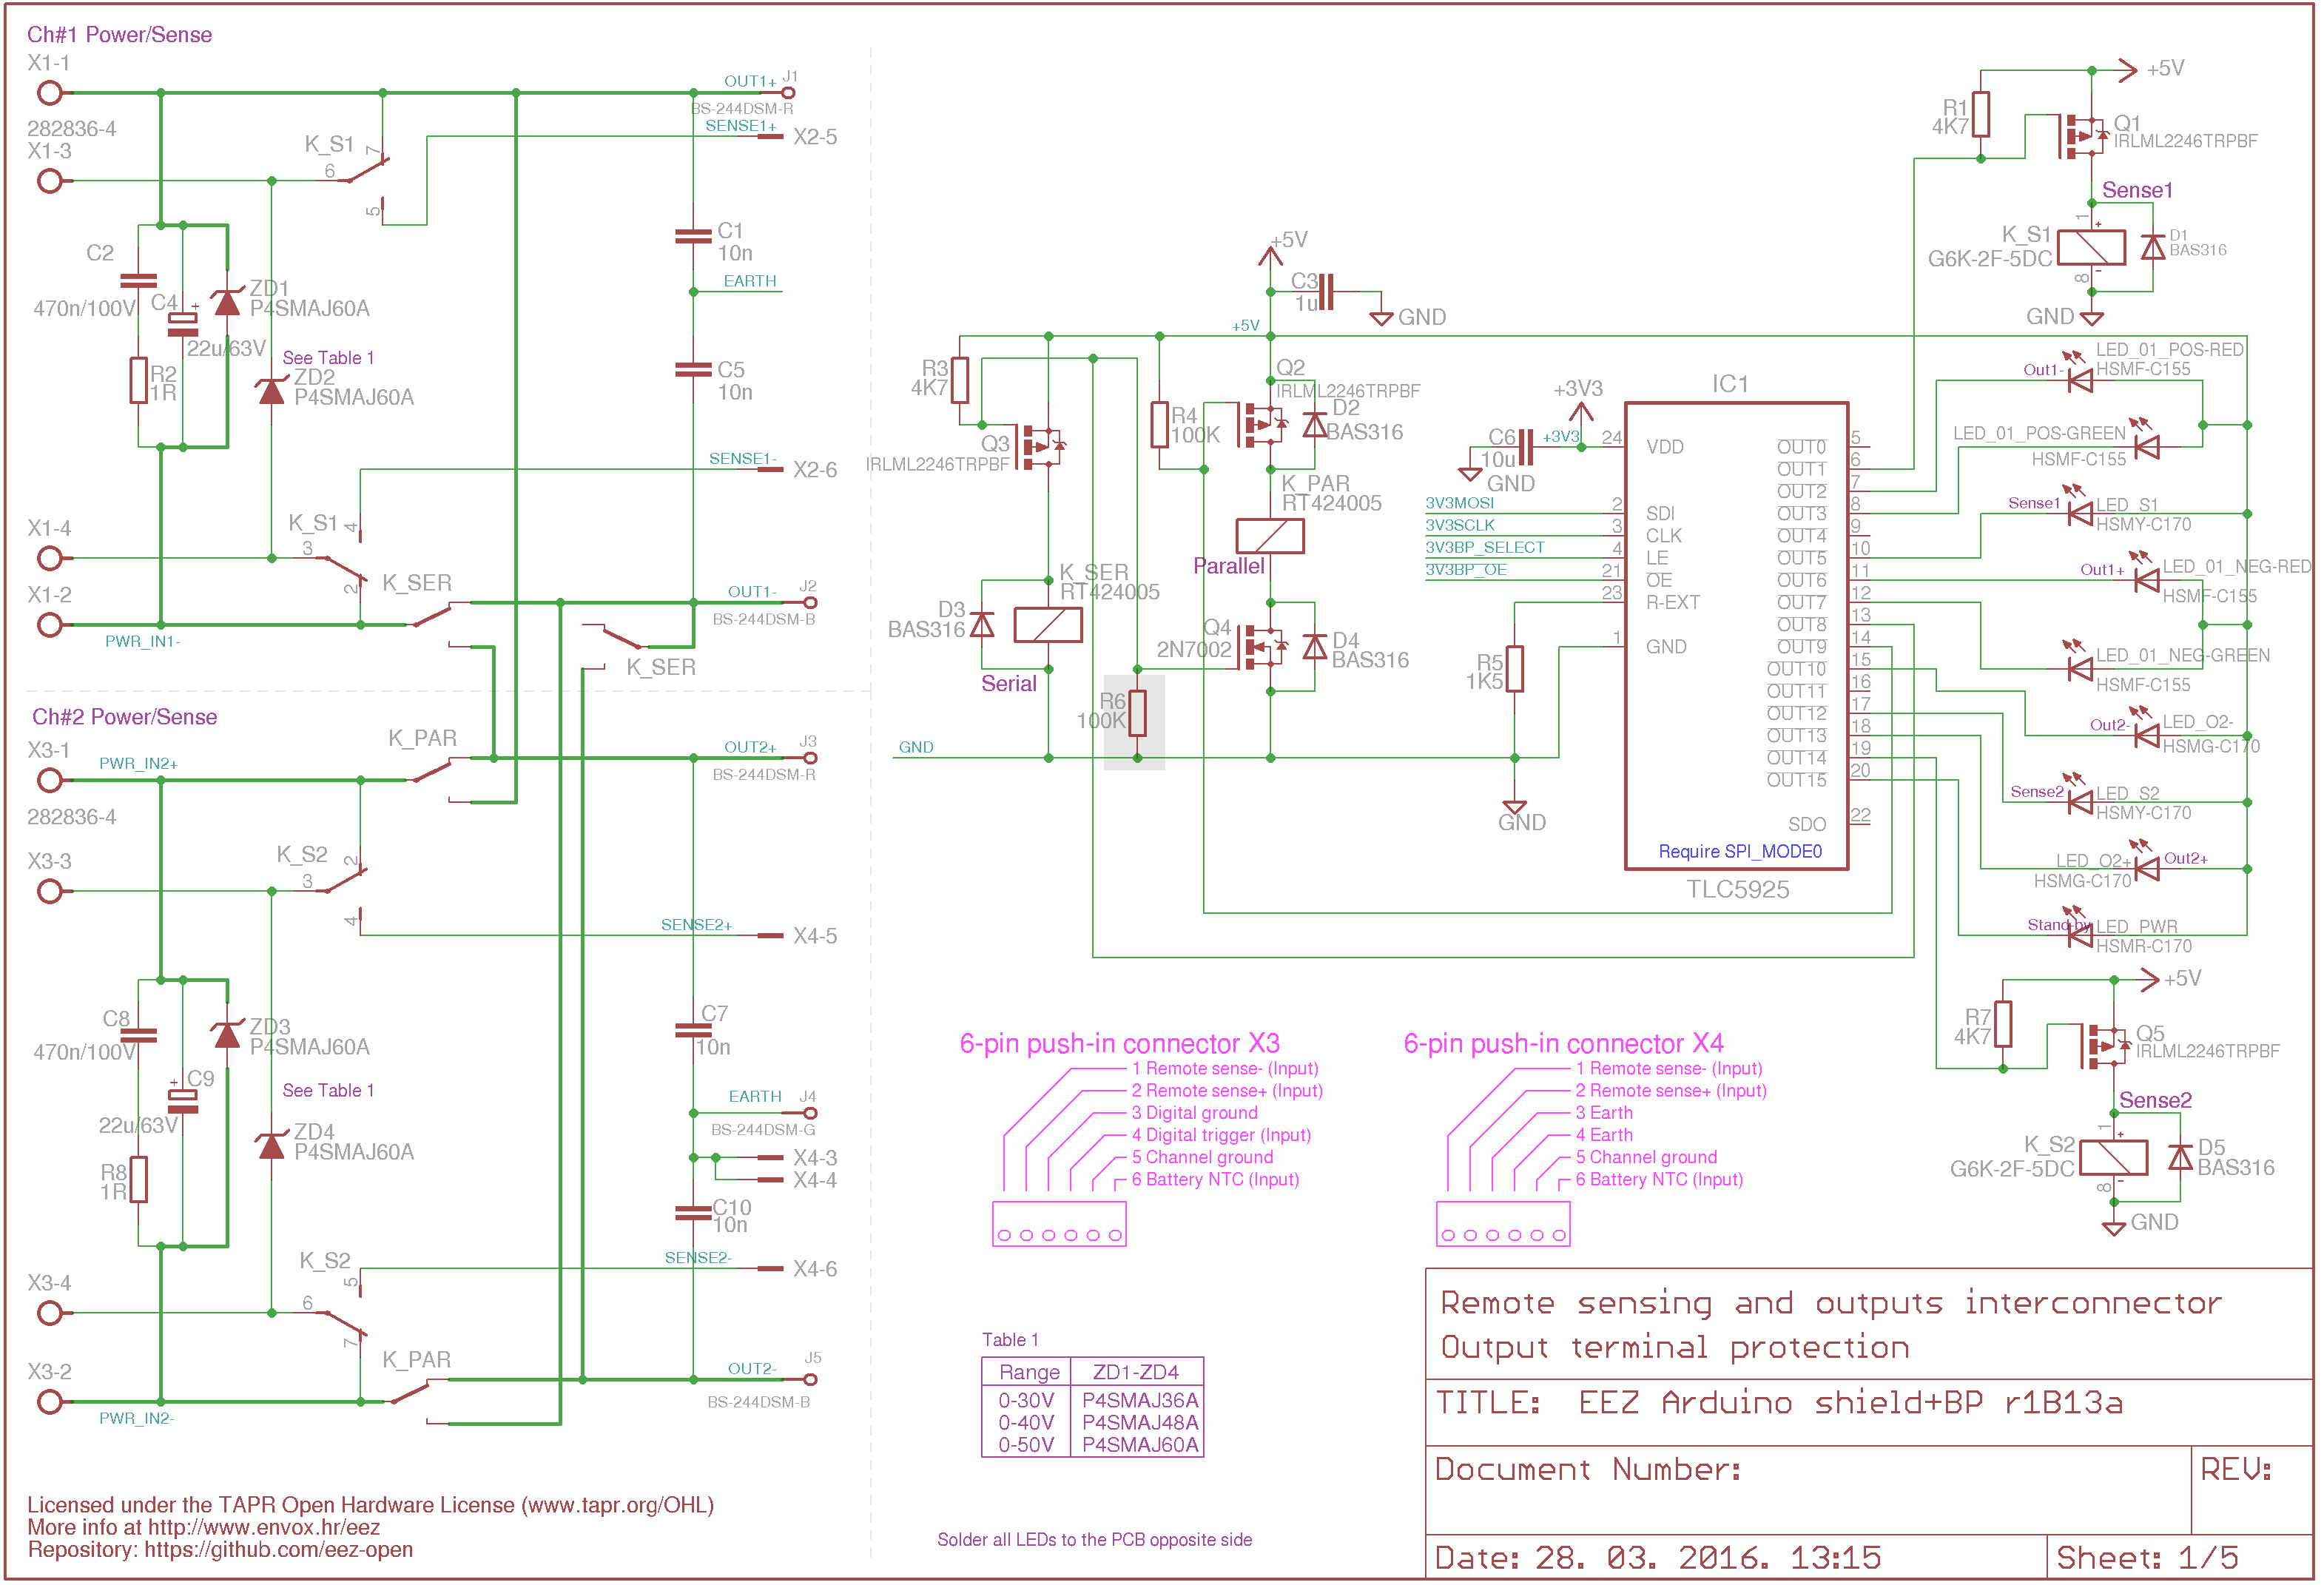 Ch#1 Power/Sense
X1-1
282836-4
X1-3
K_S1
7
6
5
OUT1+
J1
BS-244DSM-R
SENSE1+
X2-5
C2
470n/100V
C4
+
22u/63V
ZD1
P4SMAJ60A
R2
1R
See Table 1
ZD2
P4SMAJ60A
C1
10n
EARTH
C5
10n
SENSE1-
X2-6
X1-4
K_S1
4
3
2
X1-2
PWR_IN1-
K_SER
OUT1-
J2
BS-244DSM-B
K_SER
Ch#2 Power/Sense
X3-1
PWR_IN2+
282836-4
K_PAR
OUT2+
J3
BS-244DSM-R
X3-3
K_S2
2
3
4
SENSE2+
X4-5
C8
470n/100V
+
C9
22u/63V
ZD3
P4SMAJ60A
See Table 1
ZD4
P4SMAJ60A
R8
1R
C7
10n
EARTH
J4
BS-244DSM-G
X4-3
X4-4
C10
10n
SENSE2-
X4-6
X3-4
K_S2
5
6
7
X3-2
PWR_IN2-
K_PAR
OUT2-
J5
BS-244DSM-B
Licensed under the TAPR Open Hardware License (www.tapr.org/OHL)
More info at http://www.envox.hr/eez
Repository: https://github.com/eez-open
+5V
C3
1u
GND
+5V
R3
4K7
Q3
IRLML2246TRPBF
R4
100K
Q2
IRLML2246TRPBF
D2
BAS316
K_PAR
RT424005
Parallel
K_SER
RT424005
D3
BAS316
Serial
Q4
2N7002
D4
BAS316
R6
100K
GND
+3V3
C6
10u
+3V3
GND
3V3MOSI
3V3SCLK
3V3BP_SELECT
3V3BP_OE
R5
1K5
GND
IC1
24
VDD
2
SDI
3
CLK
4
LE
21
OE
23
R-EXT
1
GND
OUT0
5
OUT1
6
OUT2
7
OUT3
8
OUT4
9
OUT5
10
OUT6
11
OUT7
12
OUT8
13
OUT9
14
OUT10
15
OUT11
16
OUT12
17
OUT13
18
OUT14
19
OUT15
20
SDO
22
Require SPI_MODE0
TLC5925
+5V
R1
4K7
Q1
IRLML2246TRPBF
Sense1
1
+
K_S1
G6K-2F-5DC
8
-
D1
BAS316
GND
LED_01_POS-RED
Out1-
HSMF-C155
LED_01_POS-GREEN
HSMF-C155
Sense1
LED_S1
HSMY-C170
Out1+
LED_01_NEG-RED
HSMF-C155
LED_01_NEG-GREEN
HSMF-C155
Out2-
LED_O2-
HSMG-C170
Sense2
LED_S2
HSMY-C170
LED_O2+
Out2+
HSMG-C170
Stand-by
LED_PWR
HSMR-C170
+5V
R7
4K7
Q5
IRLML2246TRPBF
Sense2
1
+
K_S2
G6K-2F-5DC
8
-
D5
BAS316
GND
6-pin push-in connector X3
1 Remote sense- (Input)
2 Remote sense+ (Input)
3 Digital ground
4 Digital trigger (Input)
5 Channel ground
6 Battery NTC (Input)
6-pin push-in connector X4
1 Remote sense- (Input)
2 Remote sense+ (Input)
3 Earth
4 Earth
5 Channel ground
6 Battery NTC (Input)
Table 1
Range ZD1-ZD4
0-30V P4SMAJ36A
0-40V P4SMAJ48A
0-50V P4SMAJ60A
Solder all LEDs to the PCB opposite side
Remote sensing and outputs interconnector
Output terminal protection
TITLE: EEZ Arduino shield+BP r1B13a
Document Number:
REV:
Date: 28. 03. 2016. 13:15
Sheet: 1/5